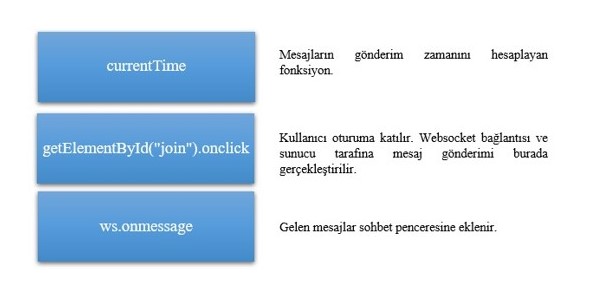 currentTime
Mesajların gönderim zamanını hesaplayan
fonksiyon.
getElementById("join").onclick
Kullanıcı oturuma katılır. Websocket bağlantısı ve
sunucu tarafına mesaj gönderimi burada
gerçekleştirilir.
ws.onmessage
Gelen mesajlar sohbet penceresine eklenir.